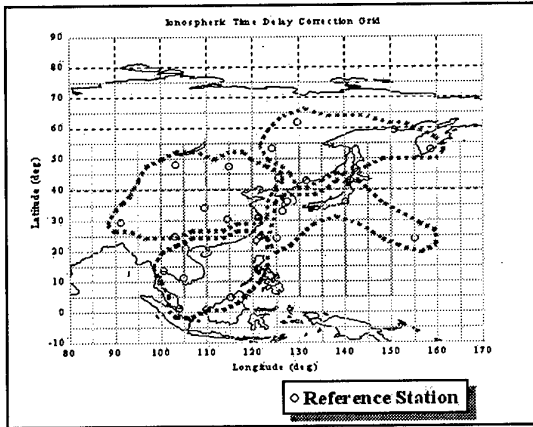 Ionospheric Time Delay Correction Grid
90
80
70
60
50
40
30
20
10
0
-10
Latitude (deg)
80 90 100 110 120 130 140 150 160 170
Longitude (deg)
○ Reference Station